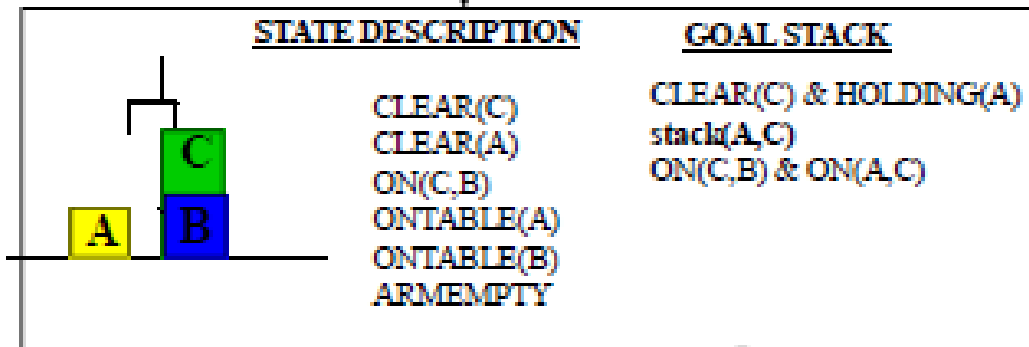 STATE DESCRIPTION
CLEAR(C)
CLEAR(A)
ON(C,B)
ONTABLE(A)
ONTABLE(B)
ARMEMPTY
GOAL STACK
CLEAR(C) & HOLDING(A)
stack(A,C)
ON(C,B) & ON(A,C)
C
A
B